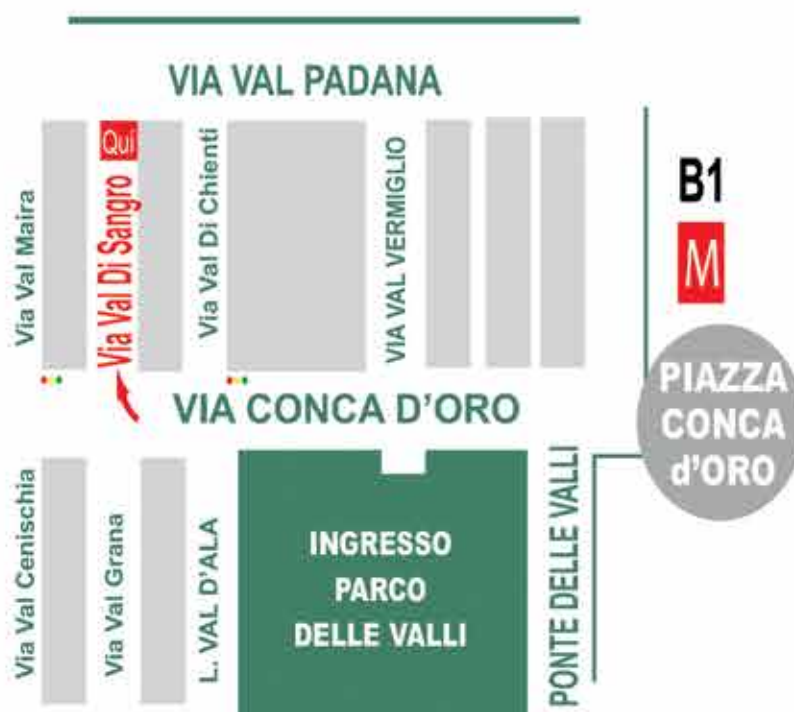 VIA VAL PADANA
Via Val Maira
Qui
Via Val Di Sangro
Via Val Di Chienti
VIA VAL VERMIGLIO
B1
M
PIAZZA
CONCA
d'ORO
VIA CONCA D'ORO
Via Val Cenischia
Via Val Grana
L. VAL D'ALA
INGRESSO
PARCO
DELLE VALLI
PONTE DELLE VALLI